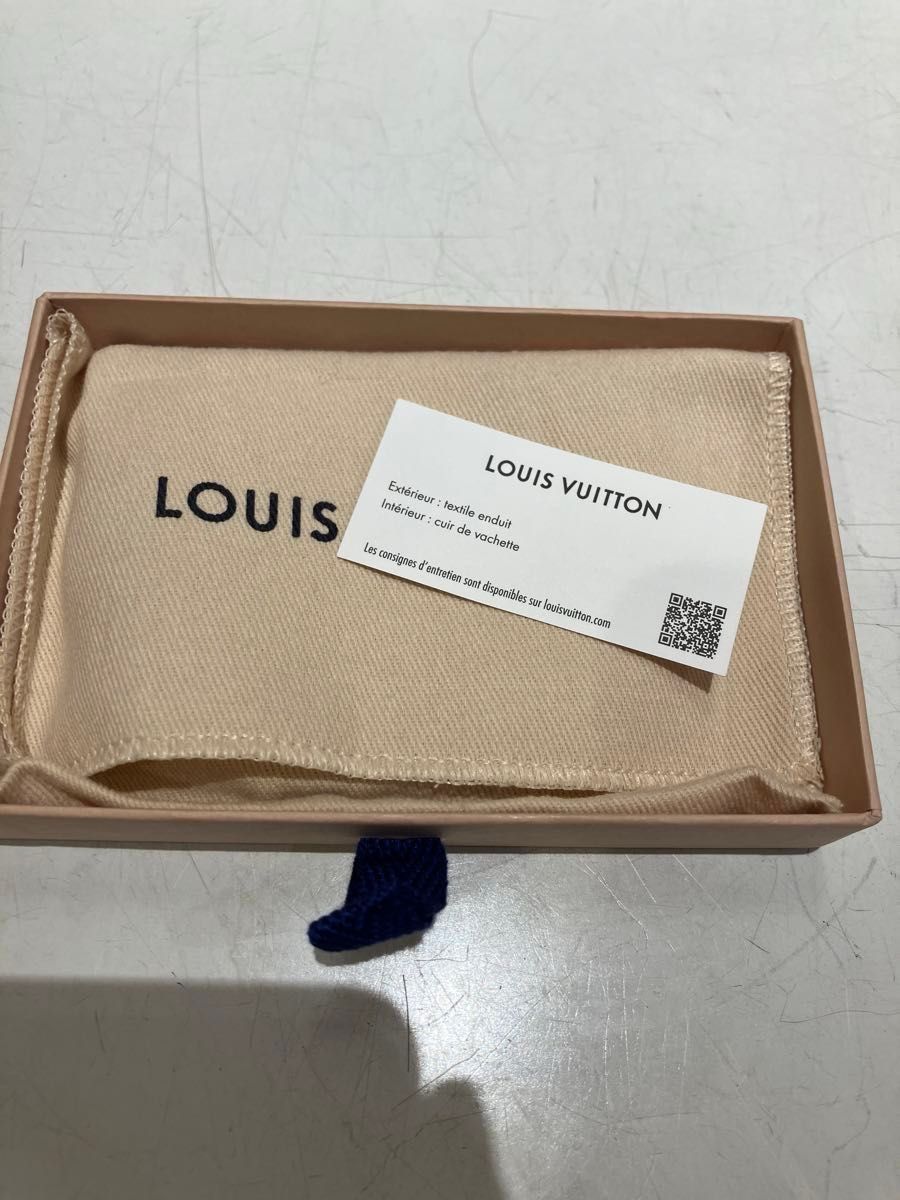 LOUIS
LOUIS VUITTON
Extérieur : textile enduit
Intérieur : cuir de vachette
Les consignes d'entretien sont disponibles sur louisvuitton.com